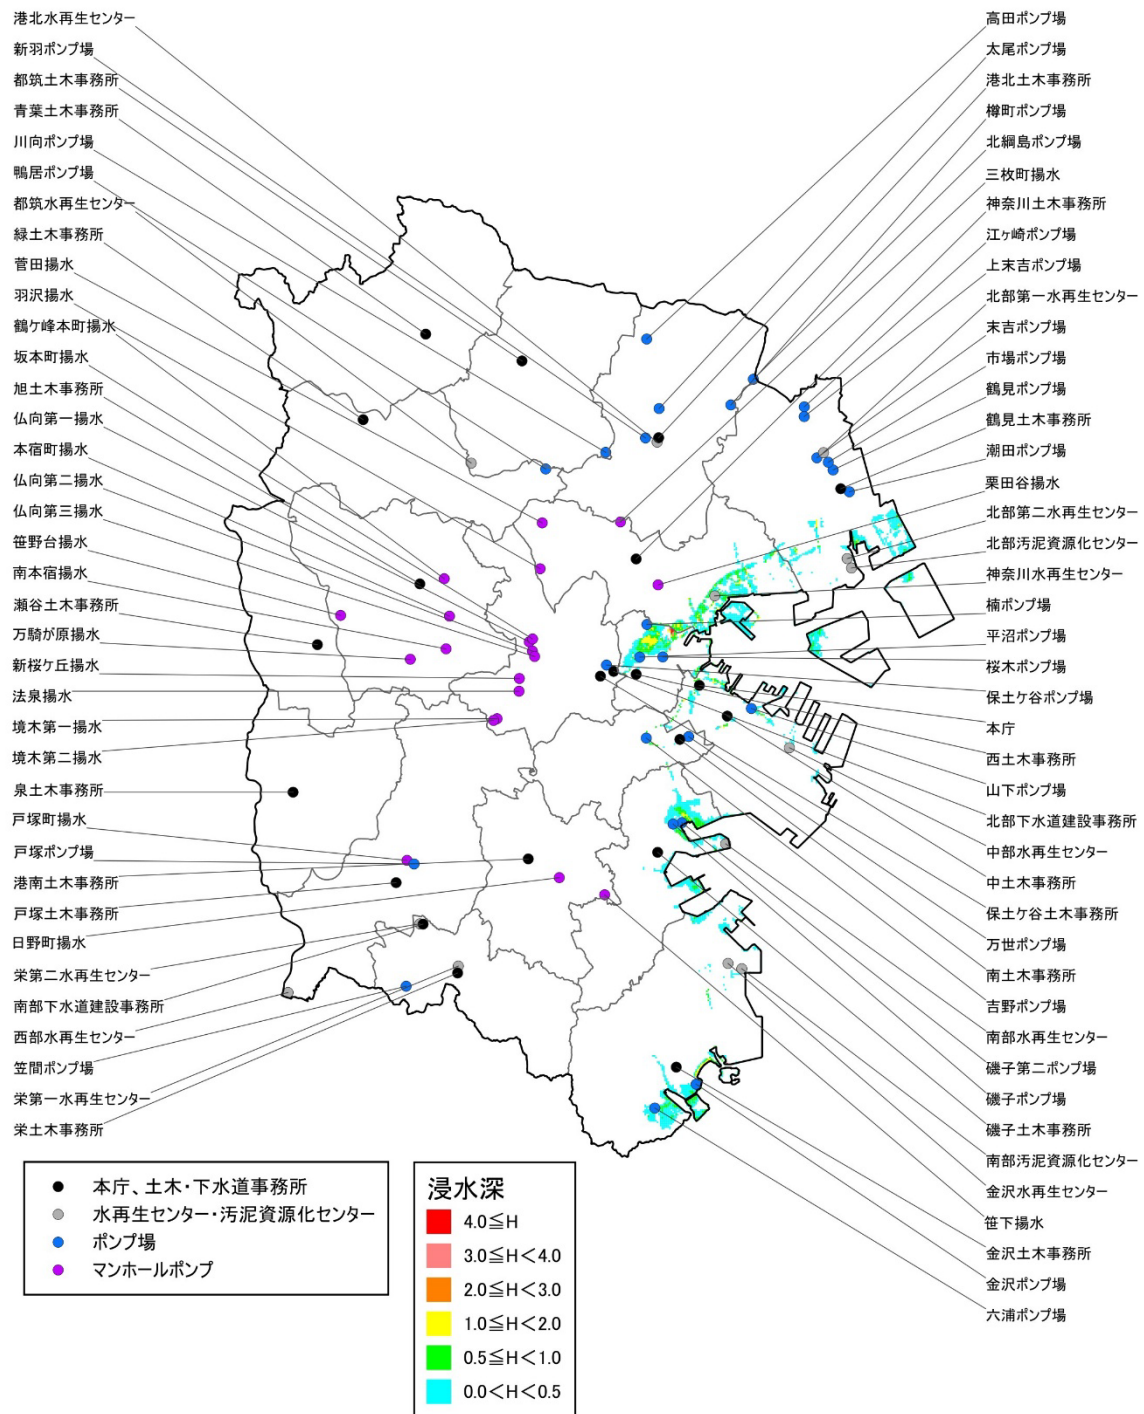 港北水再生センター
新羽ポンプ場
都筑土木事務所
青葉土木事務所
川向ポンプ場
鴨居ポンプ場
都筑水再生センター
緑土木事務所
菅田揚水
羽沢揚水
鶴ケ峰本町揚水
坂本町揚水
旭土木事務所
仏向第一揚水
本宿町揚水
仏向第二揚水
仏向第三揚水
笹野台揚水
南本宿揚水
瀬谷土木事務所
万騎が原揚水
新桜ケ丘揚水
法泉揚水
境木第一揚水
境木第二揚水
泉土木事務所
戸塚町揚水
戸塚ポンプ場
港南土木事務所
戸塚土木事務所
日野町揚水
栄第二水再生センター
南部下水道建設事務所
西部水再生センター
笠間ポンプ場
栄第一水再生センター
栄土木事務所
高田ポンプ場
太尾ポンプ場
港北土木事務所
樽町ポンプ場
北綱島ポンプ場
三枚町揚水
神奈川土木事務所
江ヶ崎ポンプ場
上末吉ポンプ場
北部第一水再生センター
末吉ポンプ場
市場ポンプ場
鶴見ポンプ場
鶴見土木事務所
潮田ポンプ場
栗田谷揚水
北部第二水再生センター
北部汚泥資源化センター
神奈川水再生センター
楠ポンプ場
平沼ポンプ場
桜木ポンプ場
保土ケ谷ポンプ場
本庁
西土木事務所
山下ポンプ場
北部下水道建設事務所
中部水再生センター
中土木事務所
保土ケ谷土木事務所
万世ポンプ場
南土木事務所
吉野ポンプ場
南部水再生センター
磯子第二ポンプ場
磯子ポンプ場
磯子土木事務所
南部汚泥資源化センター
金沢水再生センター
笹下揚水
金沢土木事務所
金沢ポンプ場
六浦ポンプ場
本庁、土木・下水道事務所
水再生センター・汚泥資源化センター
ポンプ場
マンホールポンプ
浸水深
4.0≦H
3.0≦H<4.0
2.0≦H<3.0
1.0≦H<2.0
0.5≦H<1.0
0.0<H<0.5